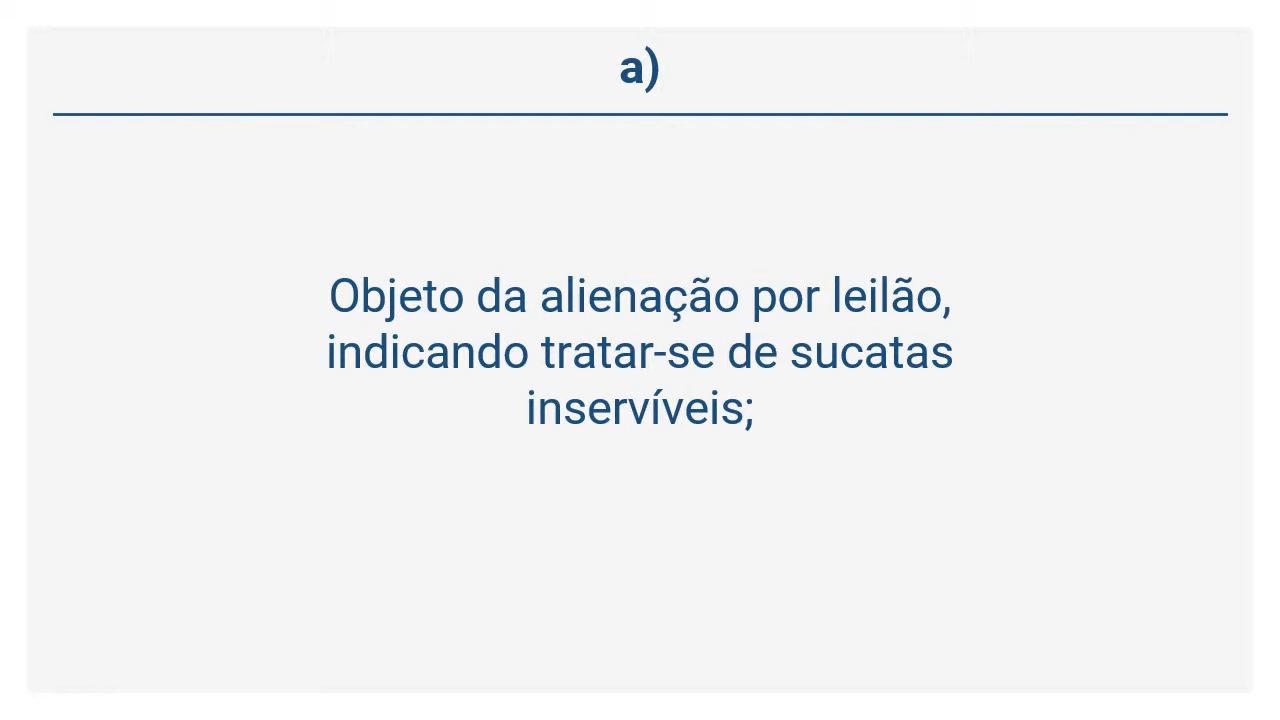 a)
Objeto da alienação por leilão,
indicando tratar-se de sucatas
inservíveis;